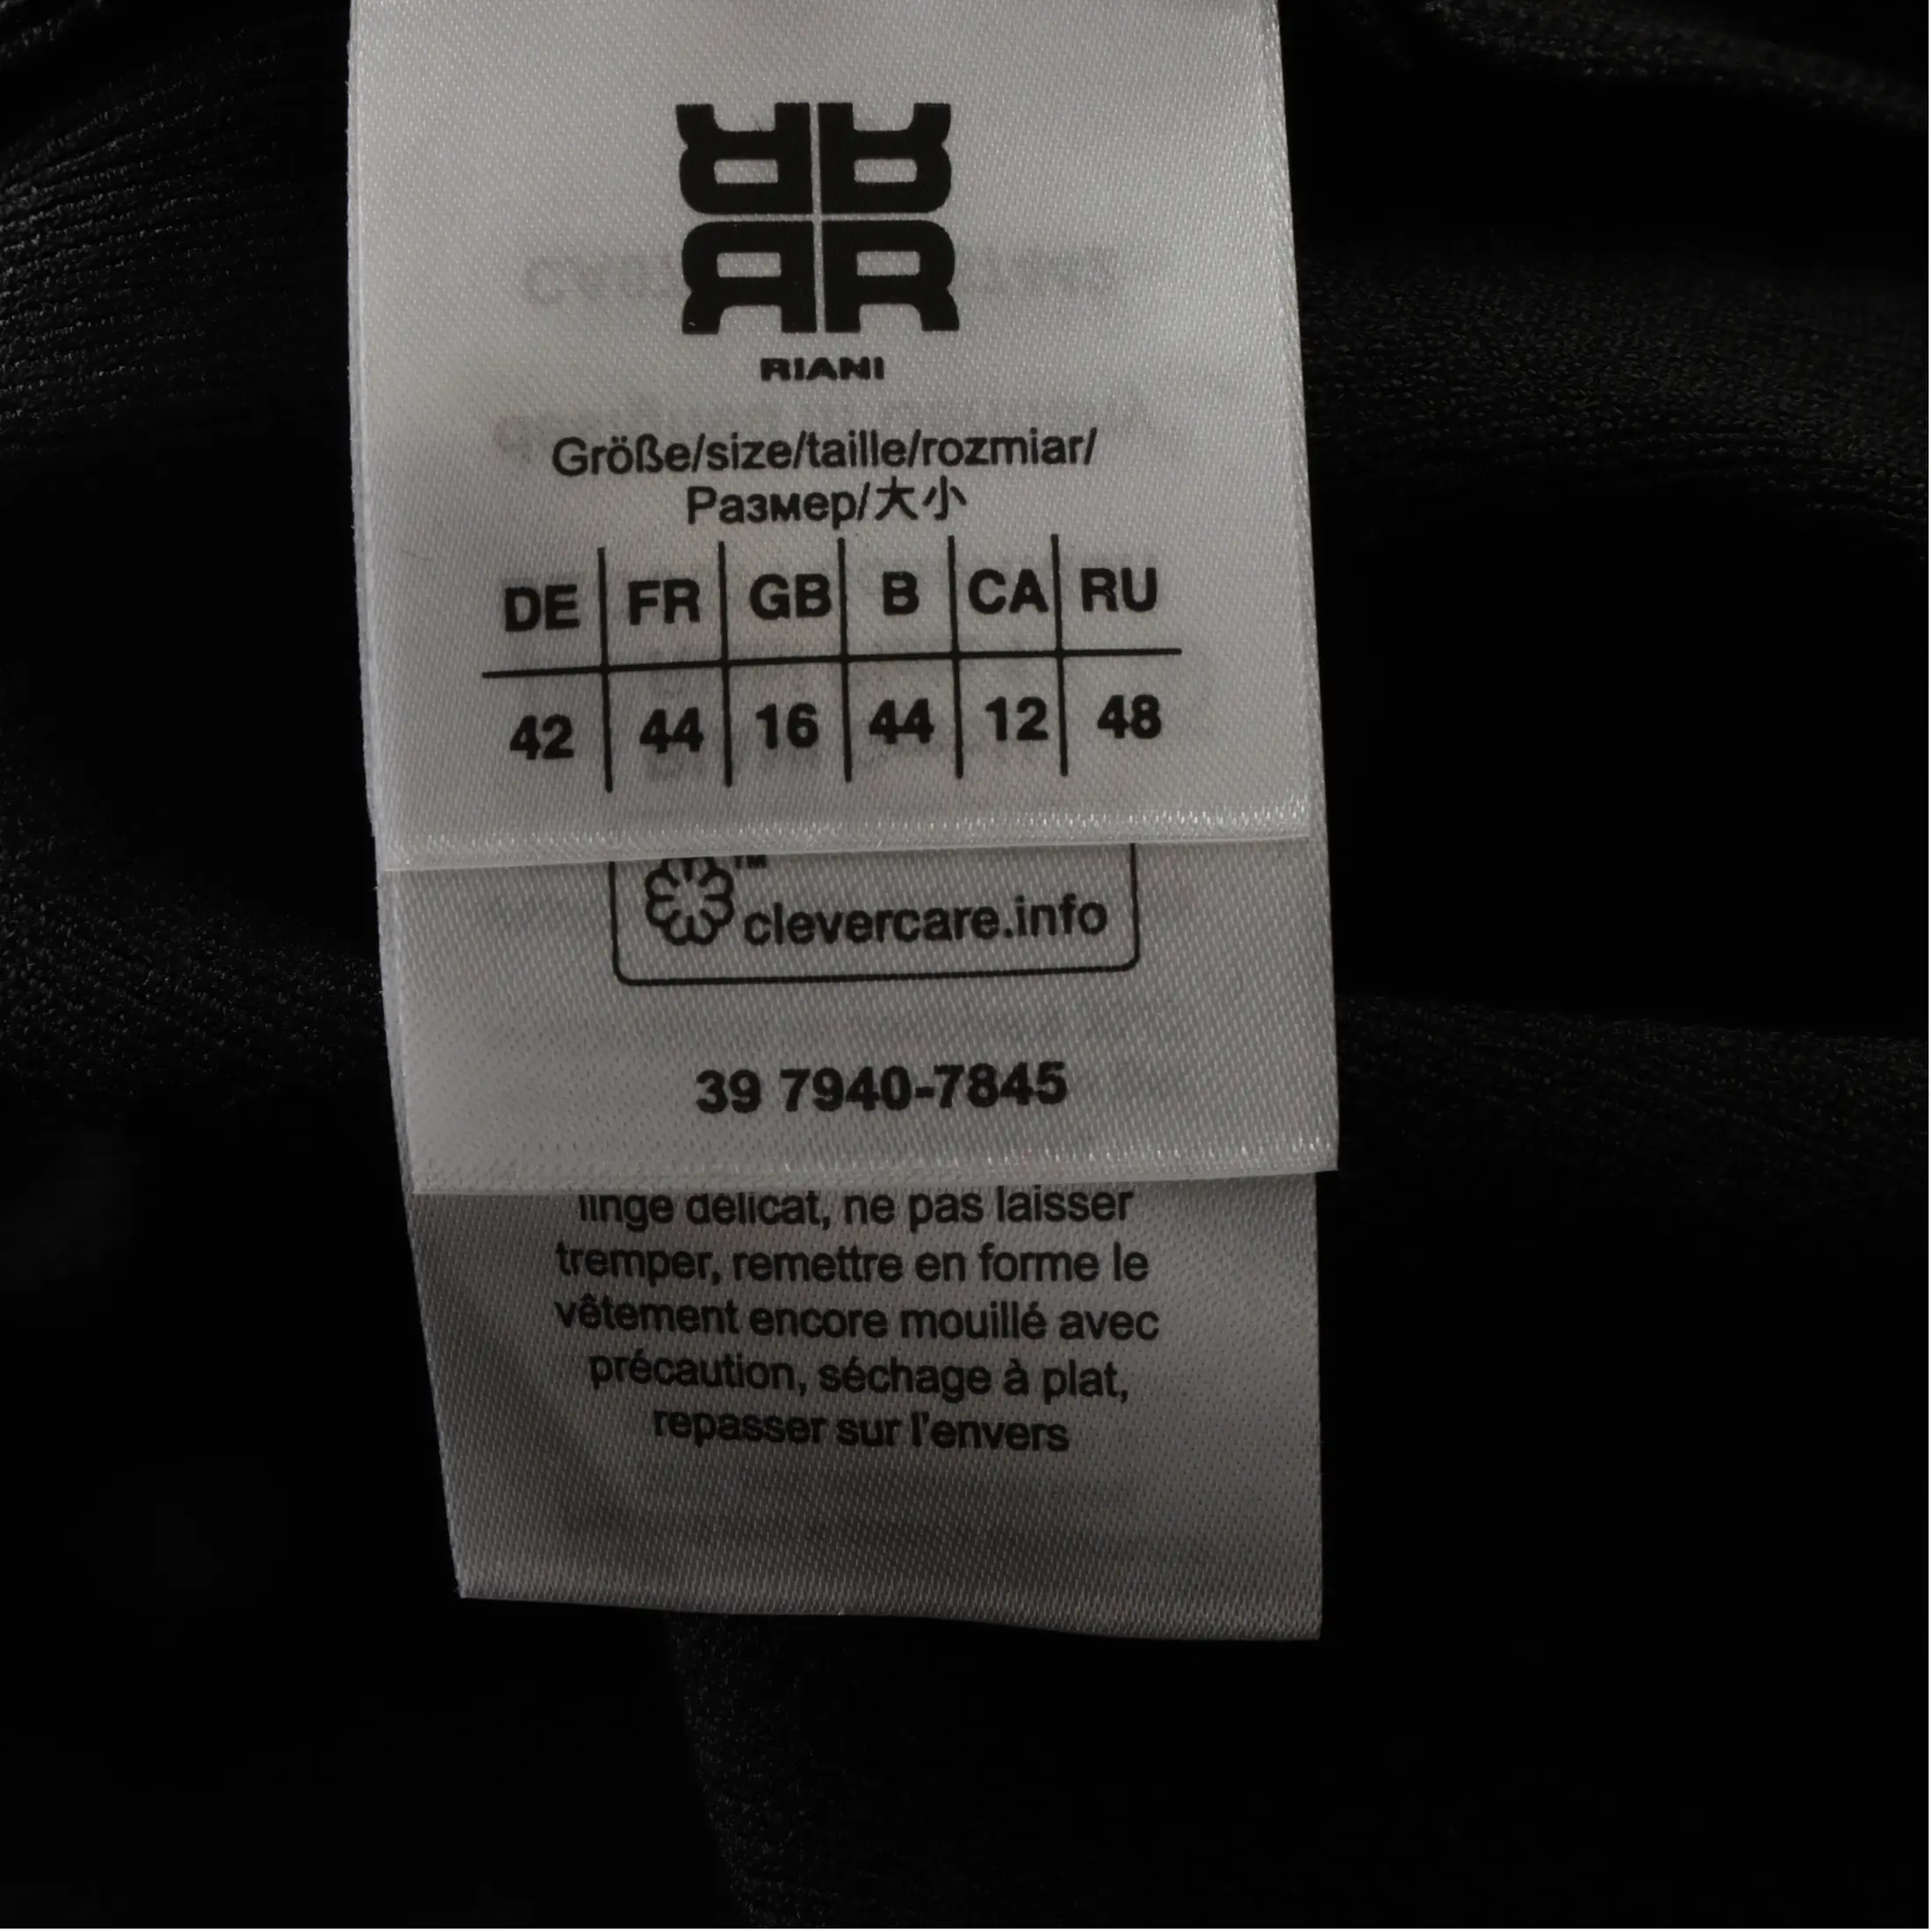 RIANI
Größe/size/taille/rozmiar/
Размер/大小
DE FR GB B CA RU
42 44 16 44 12 48
TM
clevercare.info
39 7940-7845
linge délicat, ne pas laisser
tremper, remettre en forme le
vêtement encore mouillé avec
précaution, séchage à plat,
repasser sur l'envers